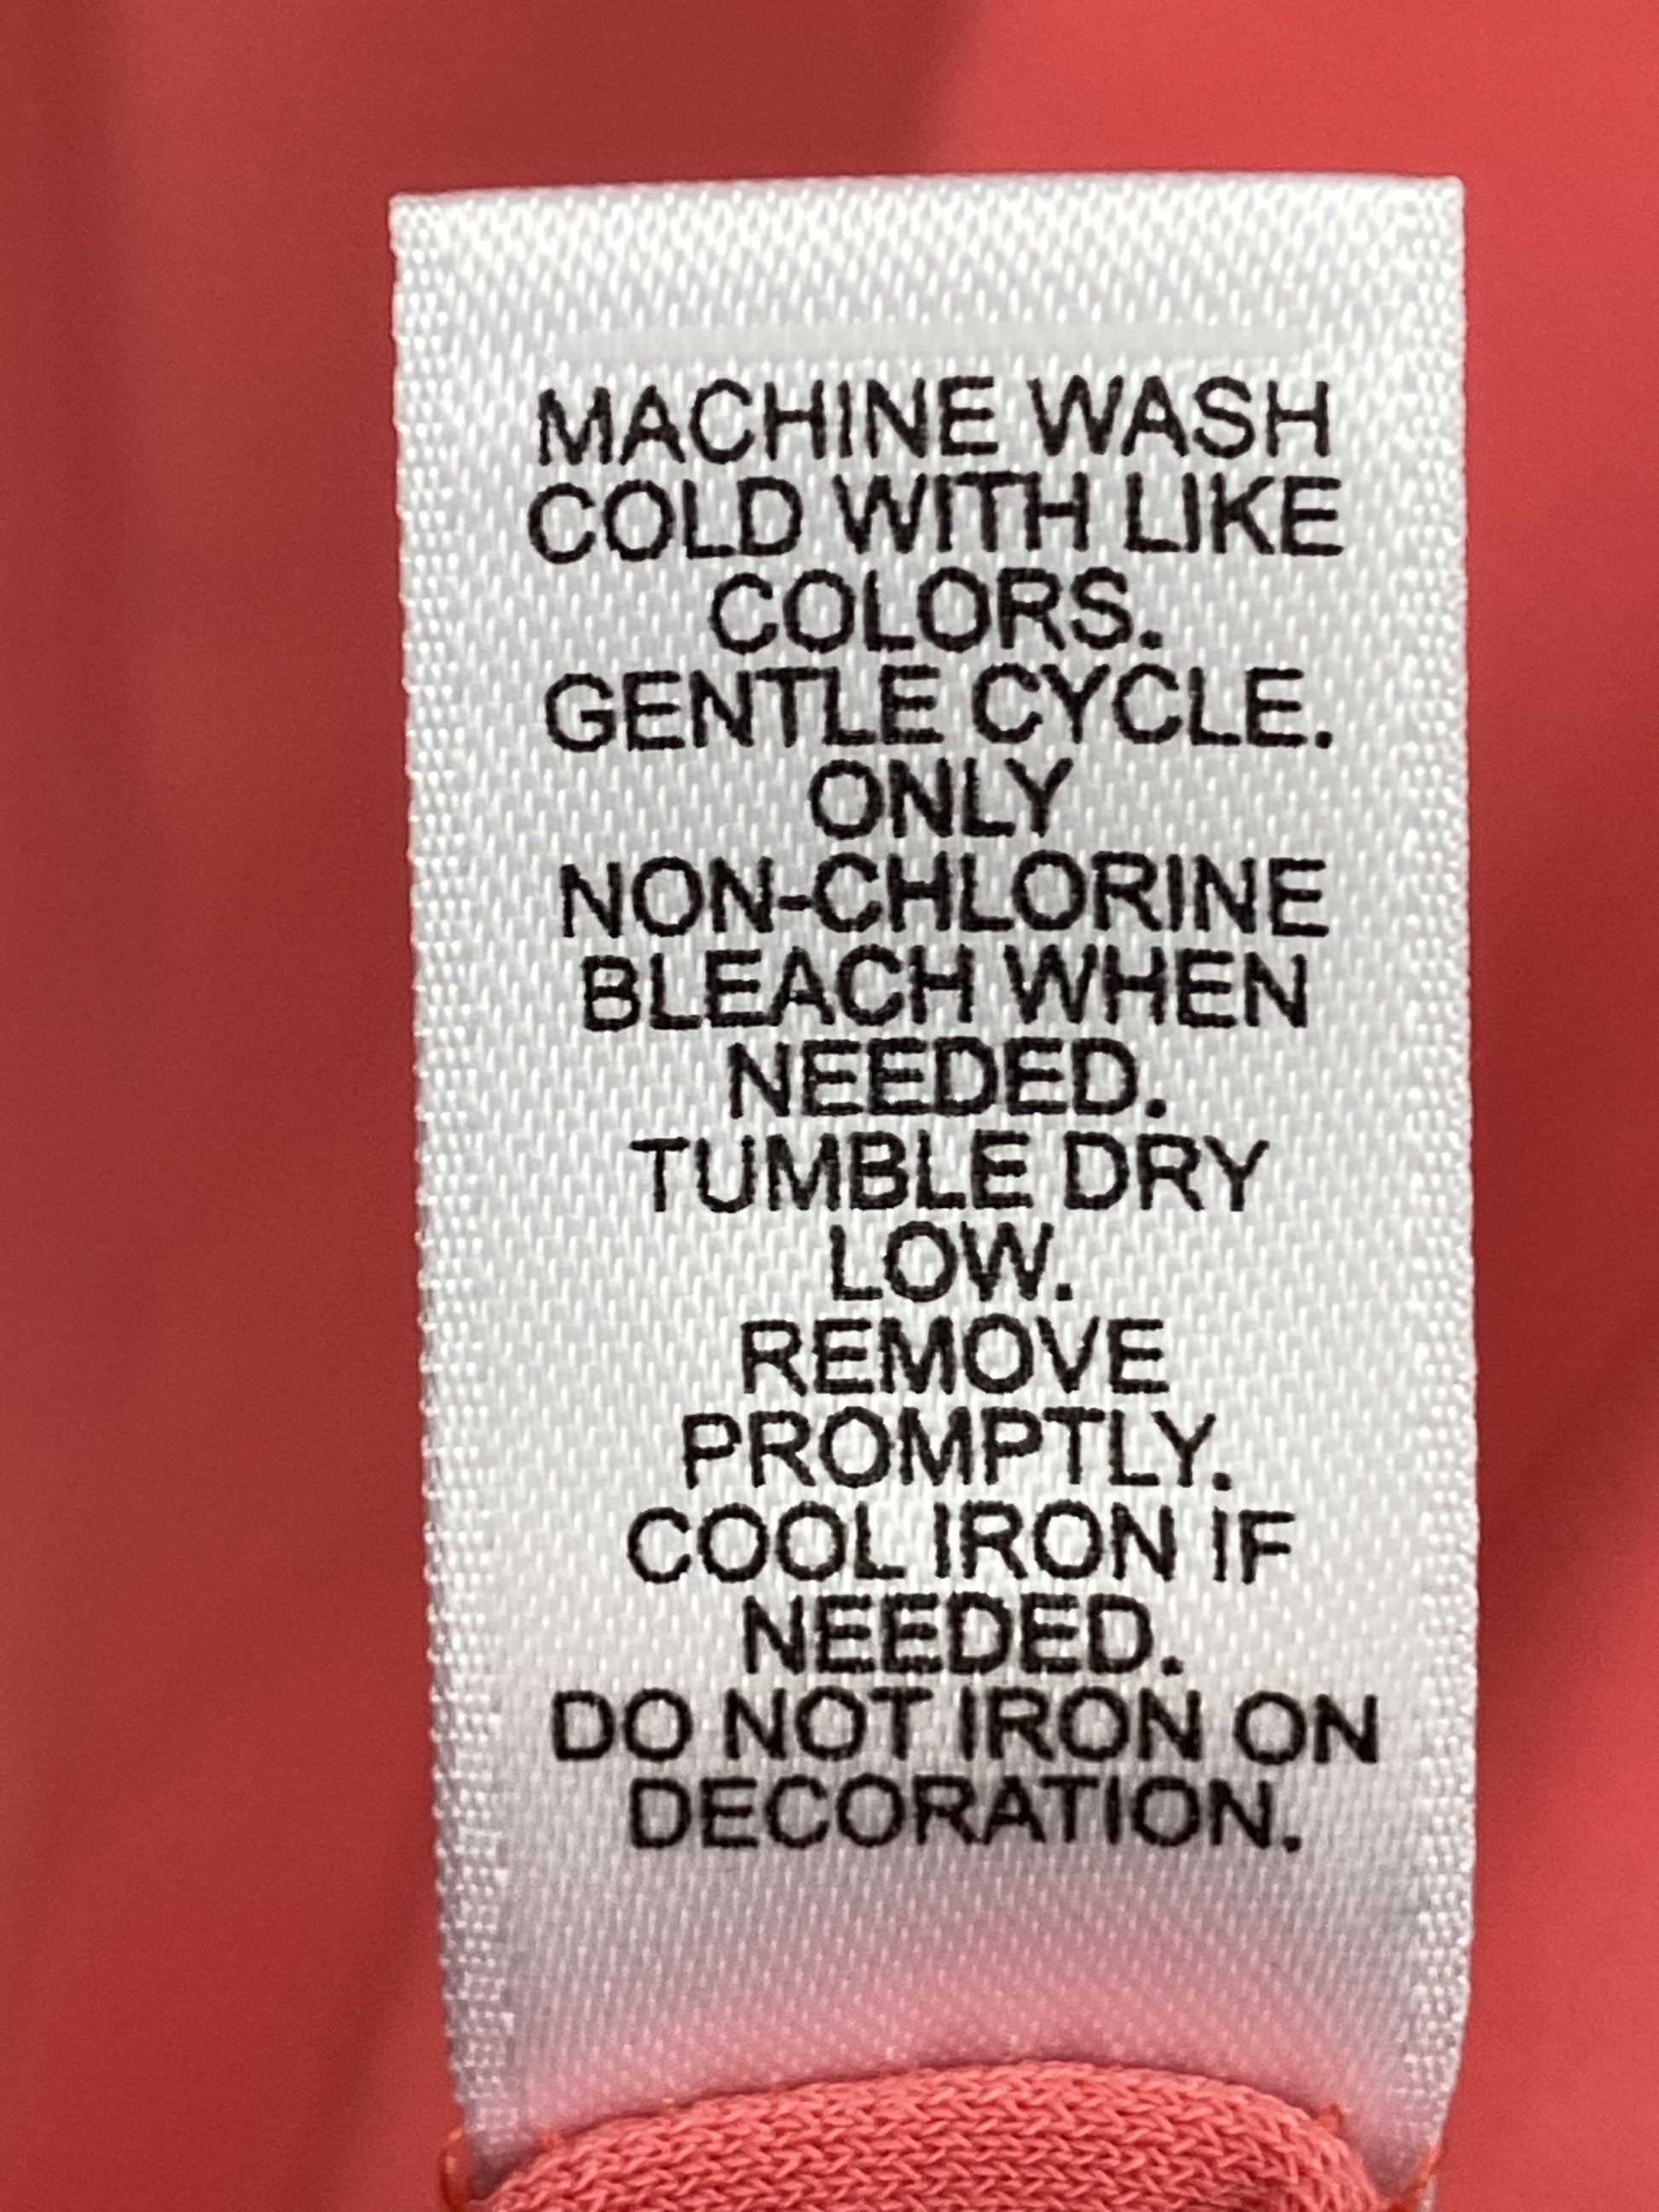 MACHINE WASH
COLD WITH LIKE
COLORS.
GENTLE CYCLE.
ONLY
NON-CHLORINE
BLEACH WHEN
NEEDED.
TUMBLE DRY
LOW.
REMOVE
PROMPTLY.
COOL IRON IF
NEEDED.
DO NOT IRON ON
DECORATION.